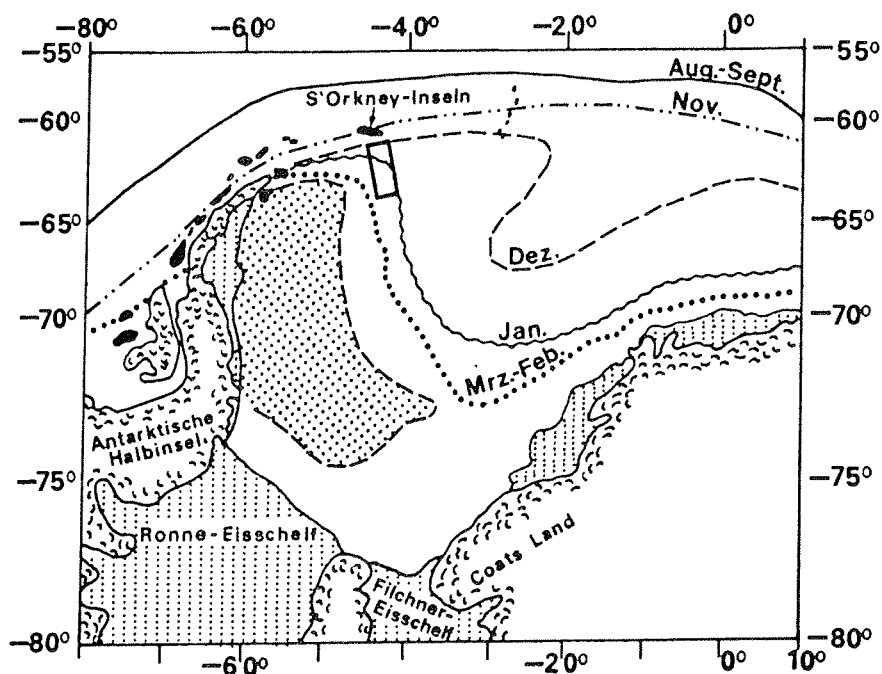 -80° -60° -40° -20° 0°
-55° -55°
Aug.-Sept.
S'Orkney-Inseln
Nov.
-60° -60°
-65° -65°
Dez.
-70° -70°
Jan.
Mrz-Feb.
Antarktische
Halbinsel
-75° -75°
Ronne-Eisschelf
Coats Land
Filchner-
Eisschelf
-80° -80°
-60° -40° -20° 0° 10°